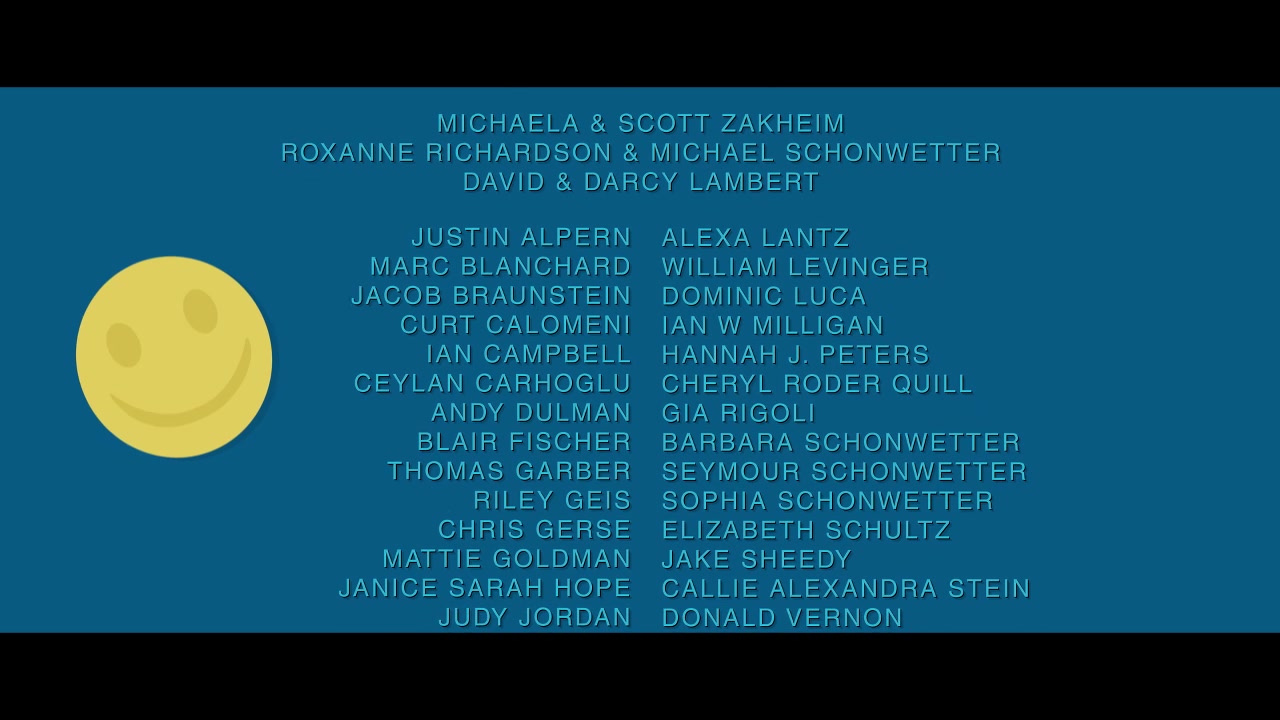 MICHAELA & SCOTT ZAKHEIM
ROXANNE RICHARDSON & MICHAEL SCHONWETTER
DAVID & DARCY LAMBERT
JUSTIN ALPERN ALEXA LANTZ
MARC BLANCHARD WILLIAM LEVINGER
JACOB BRAUNSTEIN DOMINIC LUCA
CURT CALOMENI IAN W MILLIGAN
IAN CAMPBELL HANNAH J. PETERS
CEYLAN CARHOGLU CHERYL RODER QUILL
ANDY DULMAN GIA RIGOLI
BLAIR FISCHER BARBARA SCHONWETTER
THOMAS GARBER SEYMOUR SCHONWETTER
RILEY GEIS SOPHIA SCHONWETTER
CHRIS GERSE ELIZABETH SCHULTZ
MATTIE GOLDMAN JAKE SHEEDY
JANICE SARAH HOPE CALLIE ALEXANDRA STEIN
JUDY JORDAN DONALD VERNON